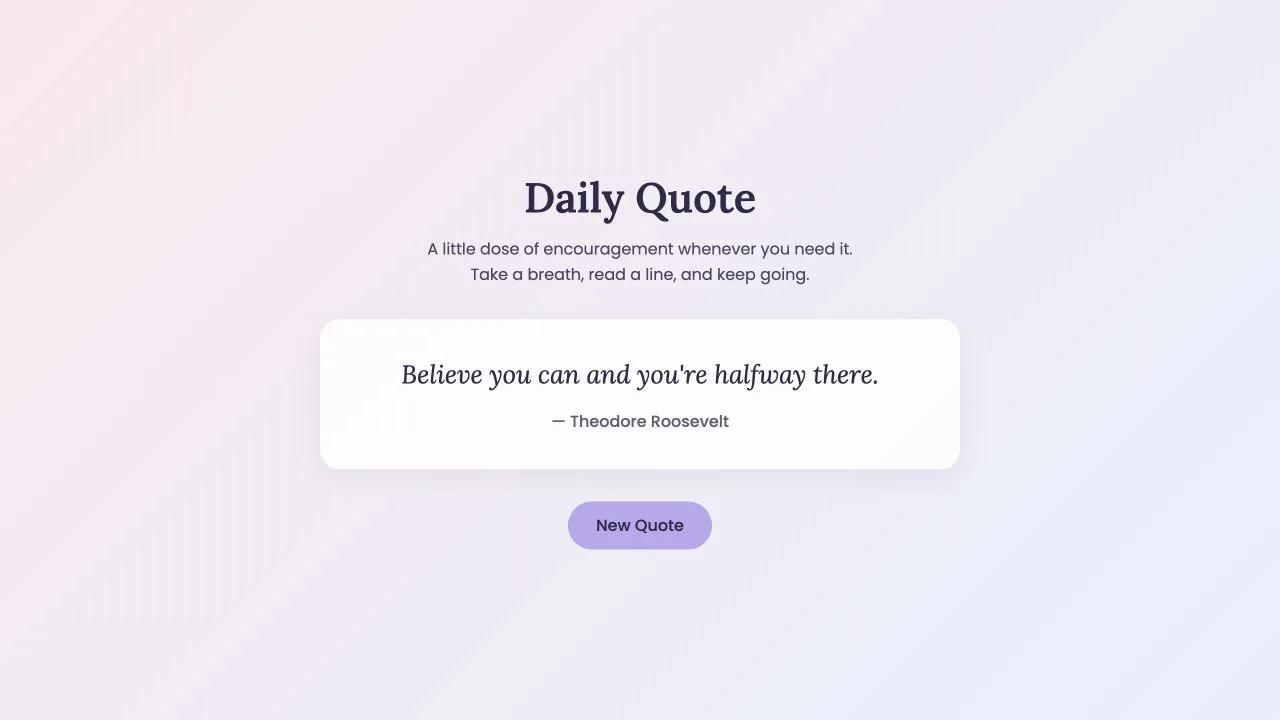 Daily Quote
A little dose of encouragement whenever you need it.
Take a breath, read a line, and keep going.
Believe you can and you're halfway there.
— Theodore Roosevelt
New Quote